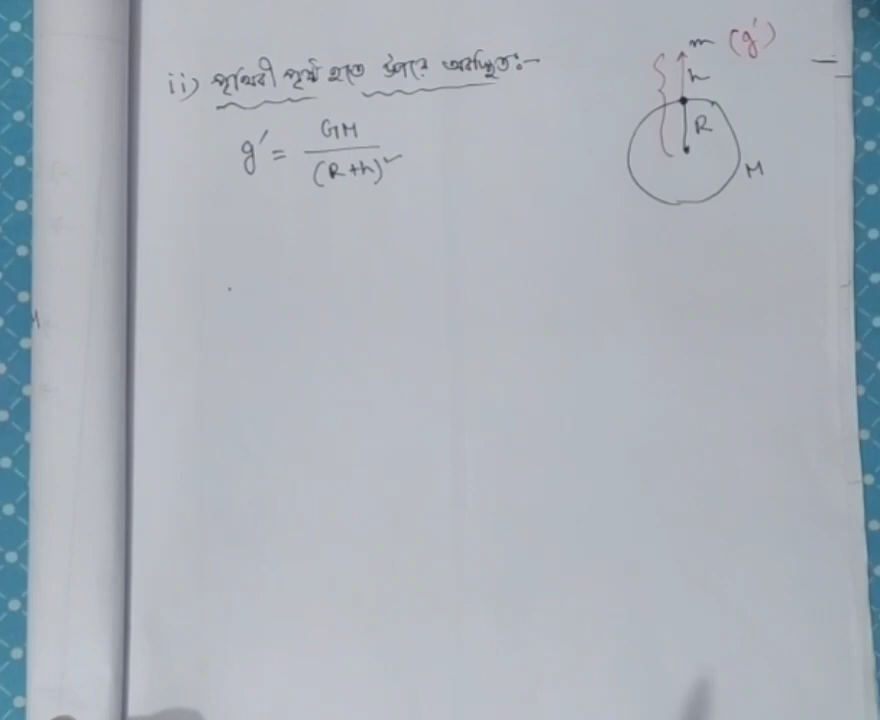 ii) পৃথিবী পৃষ্ঠ হতে উপরে অবস্থিত:-
g' = GM / (R+h)²
m (g')
h
R
M